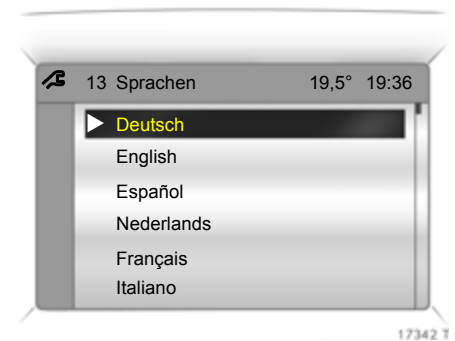 13 Sprachen 19,5° 19:36
Deutsch
English
Español
Nederlands
Français
Italiano
17342 T